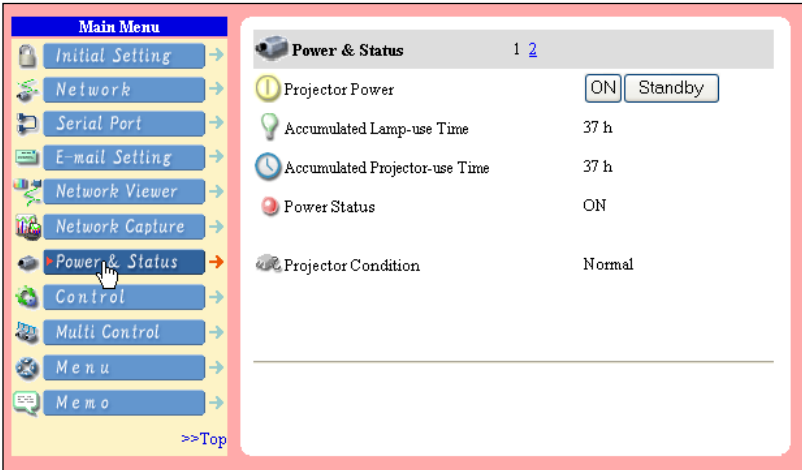 Main Menu
Initial Setting
Network
Serial Port
E-mail Setting
Network Viewer
Network Capture
Power & Status
Control
Multi Control
Menu
Memo
>>Top
Power & Status 1 2
Projector Power ON Standby
Accumulated Lamp-use Time 37 h
Accumulated Projector-use Time 37 h
Power Status ON
Projector Condition Normal